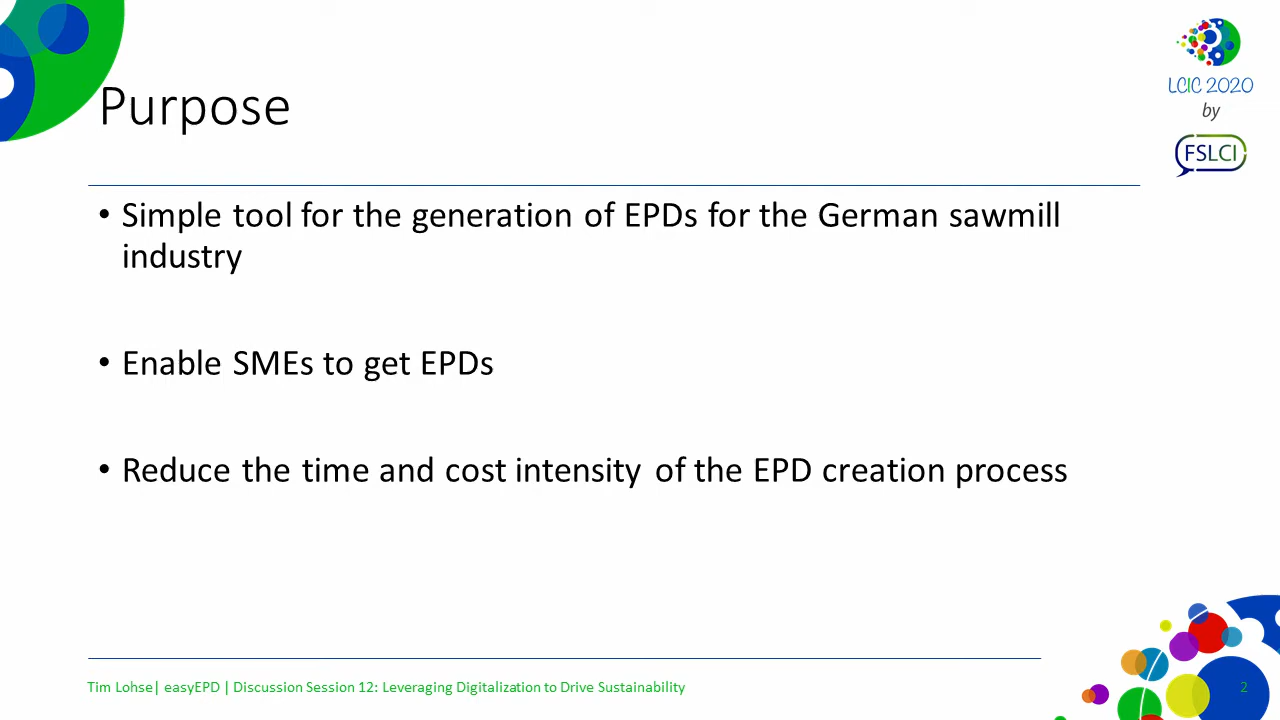 LCIC 2020
by
FSLCI
Purpose
• Simple tool for the generation of EPDs for the German sawmill
industry
• Enable SMEs to get EPDs
• Reduce the time and cost intensity of the EPD creation process
Tim Lohse| easyEPD | Discussion Session 12: Leveraging Digitalization to Drive Sustainability
2